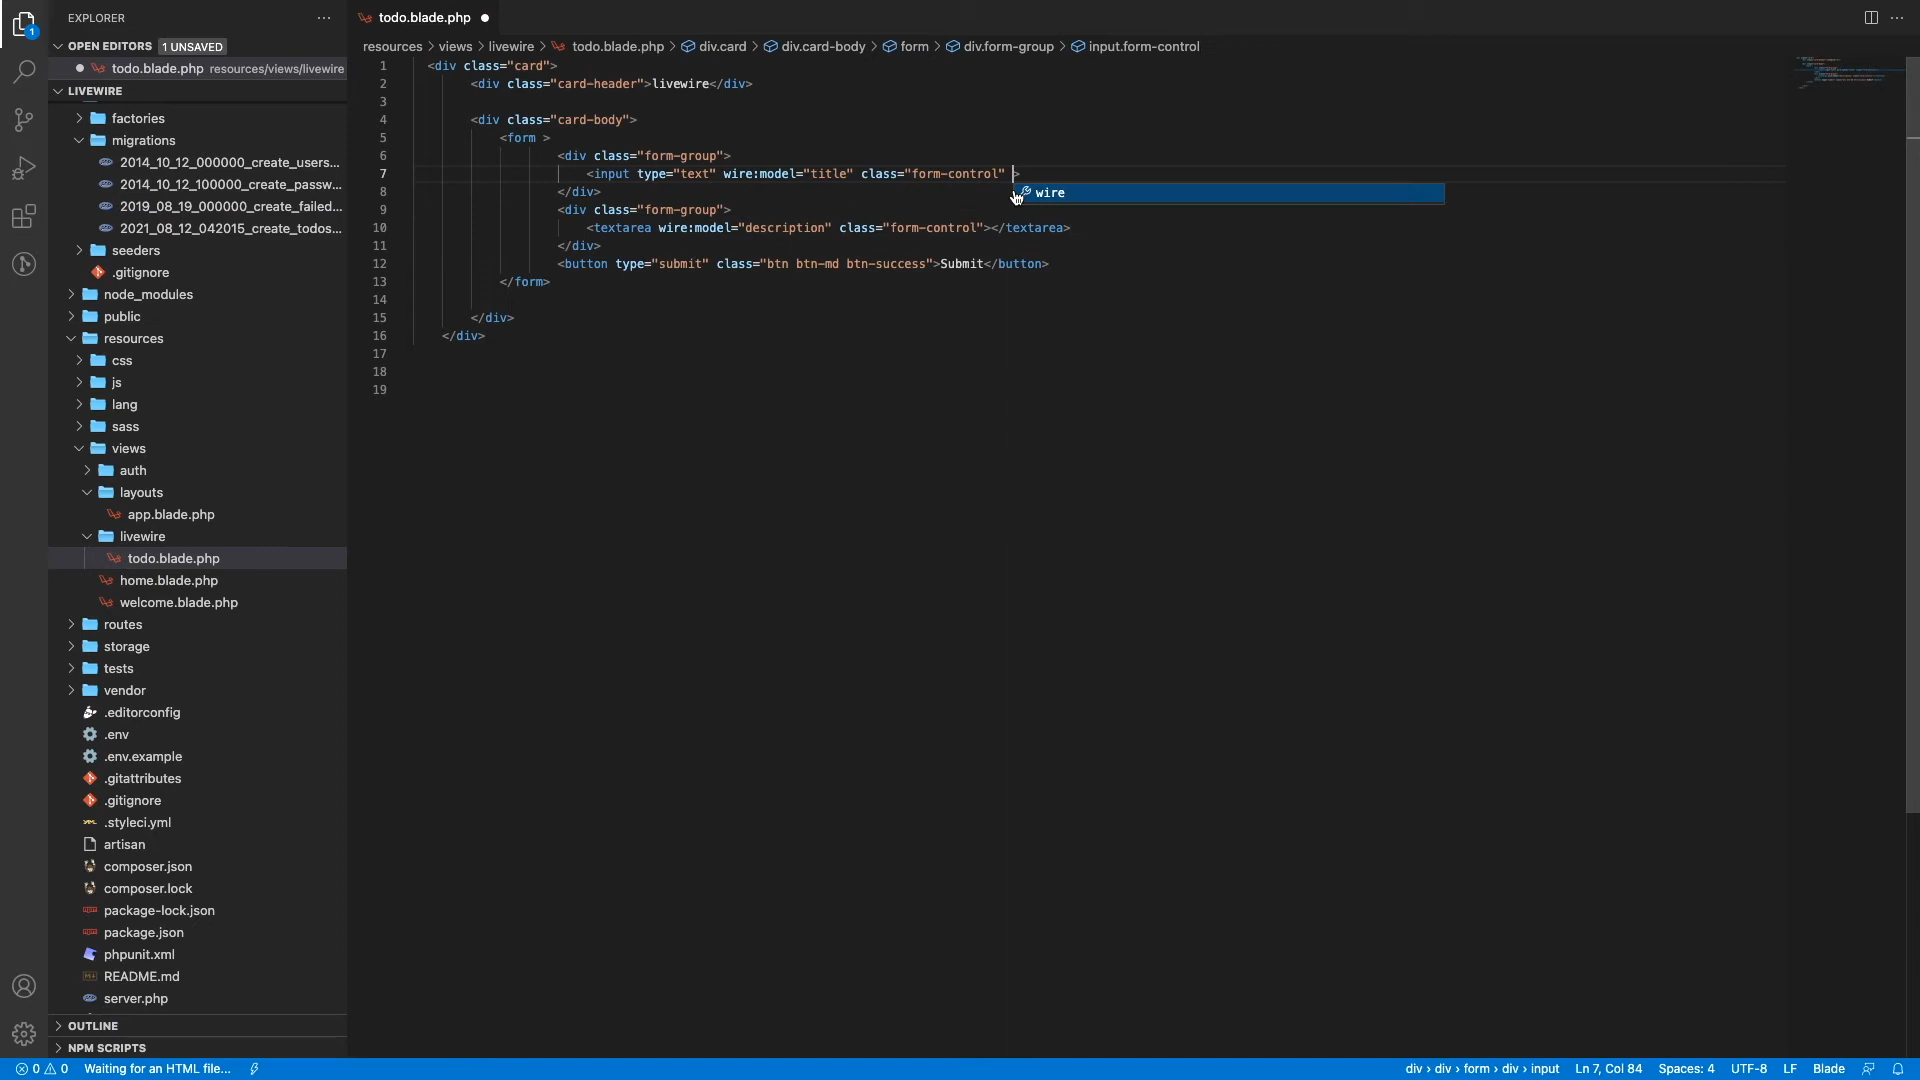 EXPLORER
todo.blade.php
OPEN EDITORS 1 UNSAVED
todo.blade.php resources/views/livewire
LIVEWIRE
factories
migrations
2014_10_12_000000_create_users...
2014_10_12_100000_create_passw...
2019_08_19_000000_create_failed...
2021_08_12_042015_create_todos...
seeders
.gitignore
node_modules
public
resources
css
js
lang
sass
views
auth
layouts
app.blade.php
livewire
todo.blade.php
home.blade.php
welcome.blade.php
routes
storage
tests
vendor
.editorconfig
.env
.env.example
.gitattributes
.gitignore
.styleci.yml
artisan
composer.json
composer.lock
package-lock.json
package.json
phpunit.xml
README.md
server.php
OUTLINE
NPM SCRIPTS
resources > views > livewire > todo.blade.php > div.card > div.card-body > form > div.form-group > input.form-control
1 <div class="card">
2 <div class="card-header">livewire</div>
3
4 <div class="card-body">
5 <form >
6 <div class="form-group">
7 <input type="text" wire:model="title" class="form-control" >
8 </div>
wire
9 <div class="form-group">
10 <textarea wire:model="description" class="form-control"></textarea>
11 </div>
12 <button type="submit" class="btn btn-md btn-success">Submit</button>
13 </form>
14
15 </div>
16 </div>
17
18
19
1
0 0 Waiting for an HTML file...
div › div › form › div › input Ln 7, Col 84 Spaces: 4 UTF-8 LF Blade